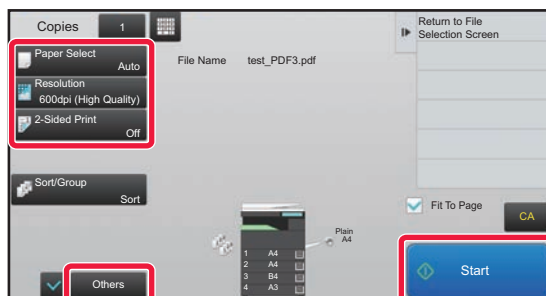 Copies 1
Return to File
Selection Screen
Paper Select
Auto
File Name test_PDF3.pdf
Resolution
600dpi (High Quality)
2-Sided Print
Off
Sort/Group
Sort
Fit To Page
CA
Plain
A4
1 A4
2 A4
3 B4
4 A3
Others
Start